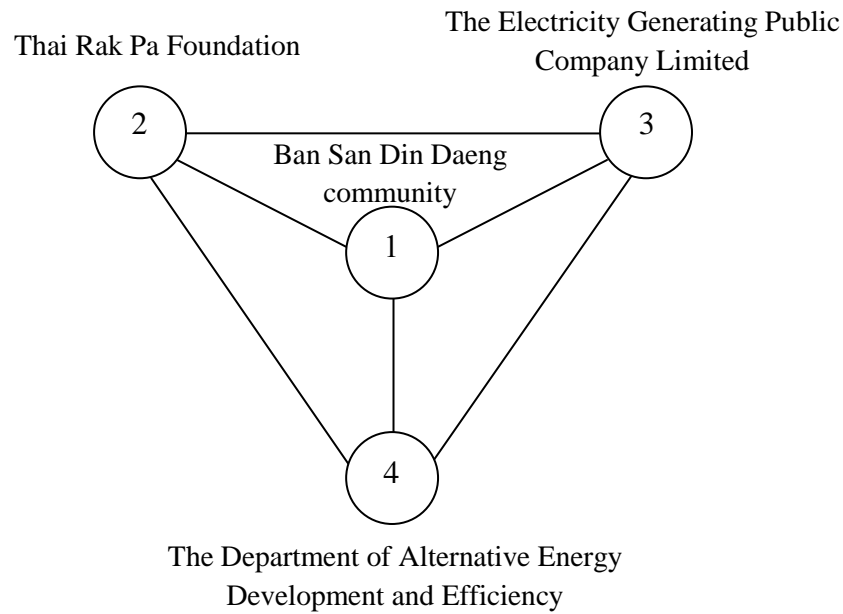 Thai Rak Pa Foundation
The Electricity Generating Public
Company Limited
2
3
Ban San Din Daeng
community
1
4
The Department of Alternative Energy
Development and Efficiency